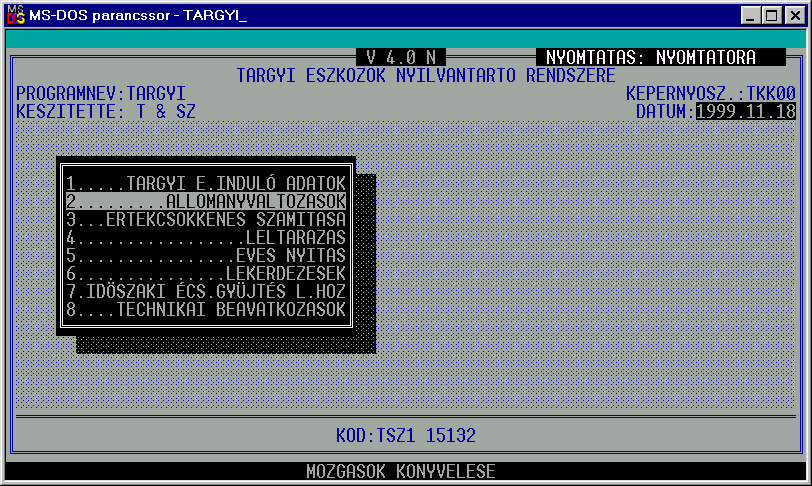 MS-DOS parancssor - TARGYI_
V 4.0 N NYOMTATAS: NYOMTATORA
TARGYI ESZKOZOK NYILVANTARTO RENDSZERE
PROGRAMNEV:TARGYI KEPERNYOSZ.:TKK00
KESZITETTE: T & SZ DATUM:1999.11.18
1.....TARGYI E.INDULÓ ADATOK
2.........ALLOMANYVALTOZASOK
3...ERTEKCSOKKENES SZAMITASA
4.................LELTARAZAS
5................EVES NYITAS
6...............LEKERDEZESEK
7.IDÖSZAKI ÉCS.GYÜJTÉS L.HOZ
8....TECHNIKAI BEAVATKOZASOK
KOD:TSZ1 15132
MOZGASOK KONYVELESE